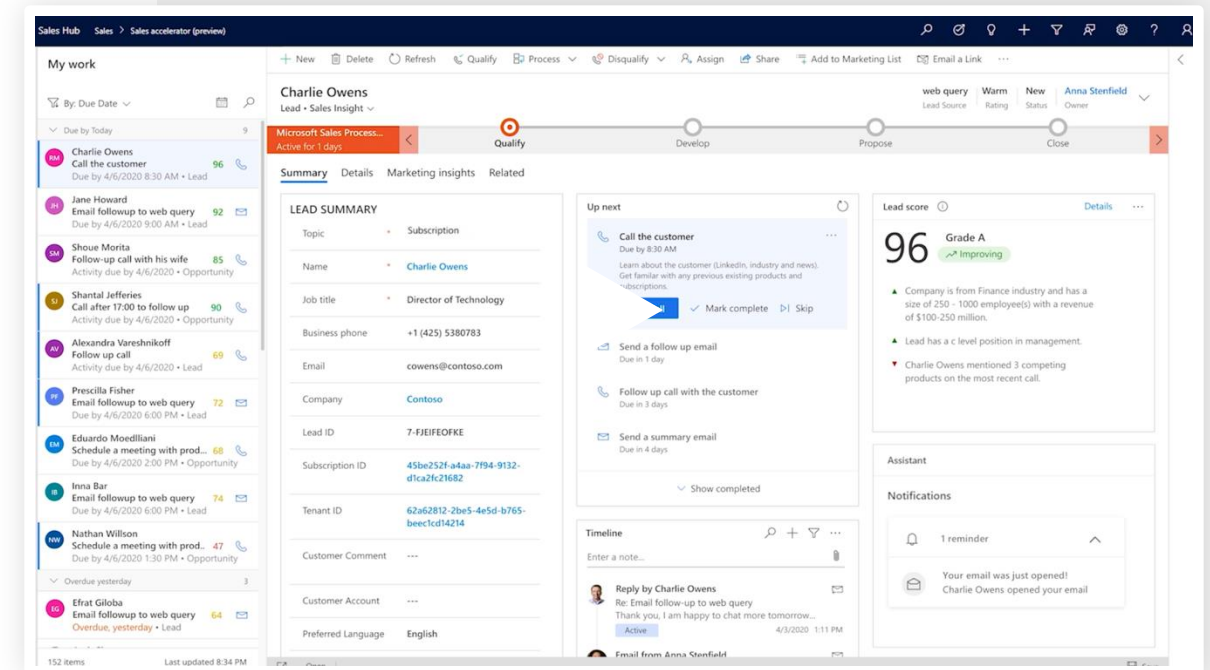 Sales Hub Sales > Sales accelerator (preview)
My work
By: Due Date
Due by Today 9
RM Charlie Owens
Call the customer 96
Due by 4/6/2020 8:30 AM • Lead
JH Jane Howard
Email followup to web query 92
Due by 4/6/2020 9:00 AM • Lead
SM Shoue Morita
Follow-up call with his wife 85
Activity due by 4/6/2020 • Opportunity
SJ Shantal Jefferies
Call after 17:00 to follow up 90
Activity due by 4/6/2020 • Opportunity
AV Alexandra Vareshnikoff
Follow up call 69
Activity due by 4/6/2020 • Lead
PF Prescilla Fisher
Email followup to web query 72
Due by 4/6/2020 6:00 PM • Lead
EM Eduardo Moedlliani
Schedule a meeting with prod... 68
Due by 4/6/2020 2:00 PM • Opportunity
IB Inna Bar
Email followup to web query 74
Due by 4/6/2020 6:00 PM • Lead
NW Nathan Willson
Schedule a meeting with prod.. 47
Due by 4/6/2020 1:30 PM • Opportunity
Overdue yesterday 3
EG Efrat Giloba
Email followup to web query 64
Overdue, yesterday • Lead
152 items Last updated 8:34 PM
New Delete Refresh Qualify Process Disqualify Assign Share Add to Marketing List Email a Link ...
Charlie Owens
Lead • Sales Insight
web query Warm New Anna Stenfield
Lead Source Rating Status Owner
Microsoft Sales Process...
Active for 1 days
Qualify Develop Propose Close
Summary Details Marketing insights Related
LEAD SUMMARY
Topic * Subscription
Name * Charlie Owens
Job title * Director of Technology
Business phone +1 (425) 5380783
Email cowens@contoso.com
Company Contoso
Lead ID 7-FJEIFEOFKE
Subscription ID 45be252f-a4aa-7f94-9132-
d1ca2fc21682
Tenant ID 62a62812-2be5-4e5d-b765-
beec1cd14214
Customer Comment ---
Customer Account ---
Preferred Language English
Up next
Call the customer ...
Due by 8:30 AM
Learn about the customer (LinkedIn, industry and news).
Get familar with any previous existing products and
subscriptions.
Mark complete Skip
Send a follow up email
Due in 1 day
Follow up call with the customer
Due in 3 days
Send a summary email
Due in 4 days
Show completed
Timeline ...
Enter a note...
Reply by Charlie Owens
Re: Email follow-up to web query
Thank you, I am happy to chat more tomorrow...
Active 4/3/2020 1:11 PM
Email from Anna Stenfield
Lead score Details ...
96 Grade A
Improving
Company is from Finance industry and has a
size of 250 - 1000 employee(s) with a revenue
of $100-250 million.
Lead has a c level position in management.
Charlie Owens mentioned 3 competing
products on the most recent call.
Assistant
Notifications
1 reminder
Your email was just opened!
Charlie Owens opened your email